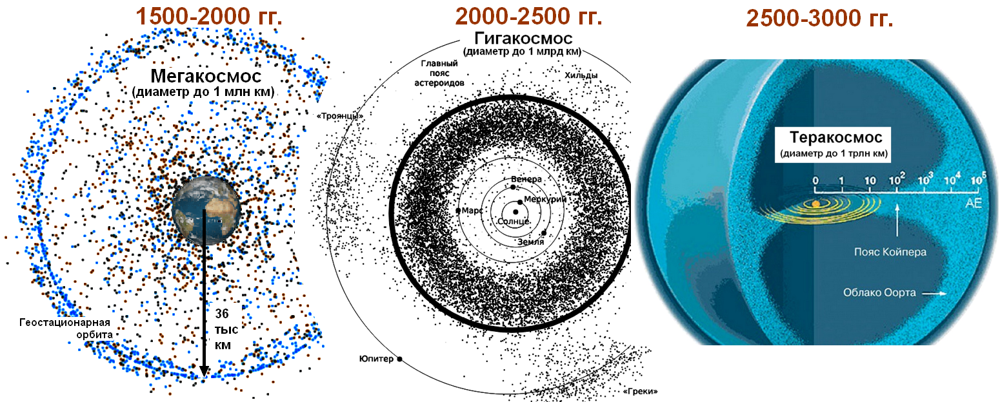 1500-2000 гг.
Мегакосмос
(диаметр до 1 млн км)
Геостационарная
орбита
36
тыс
км
2000-2500 гг.
Гигакосмос
(диаметр до 1 млрд км)
Главный
пояс
астероидов
Хильды
«Троянцы»
Венера
Меркурий
Марс
Солнце
Земля
Юпитер
«Греки»
2500-3000 гг.
Теракосмос
(диаметр до 1 трлн км)
0 1 10 10² 10³ 10⁴ 10⁵
АЕ
Пояс Койпера
Облако Оорта